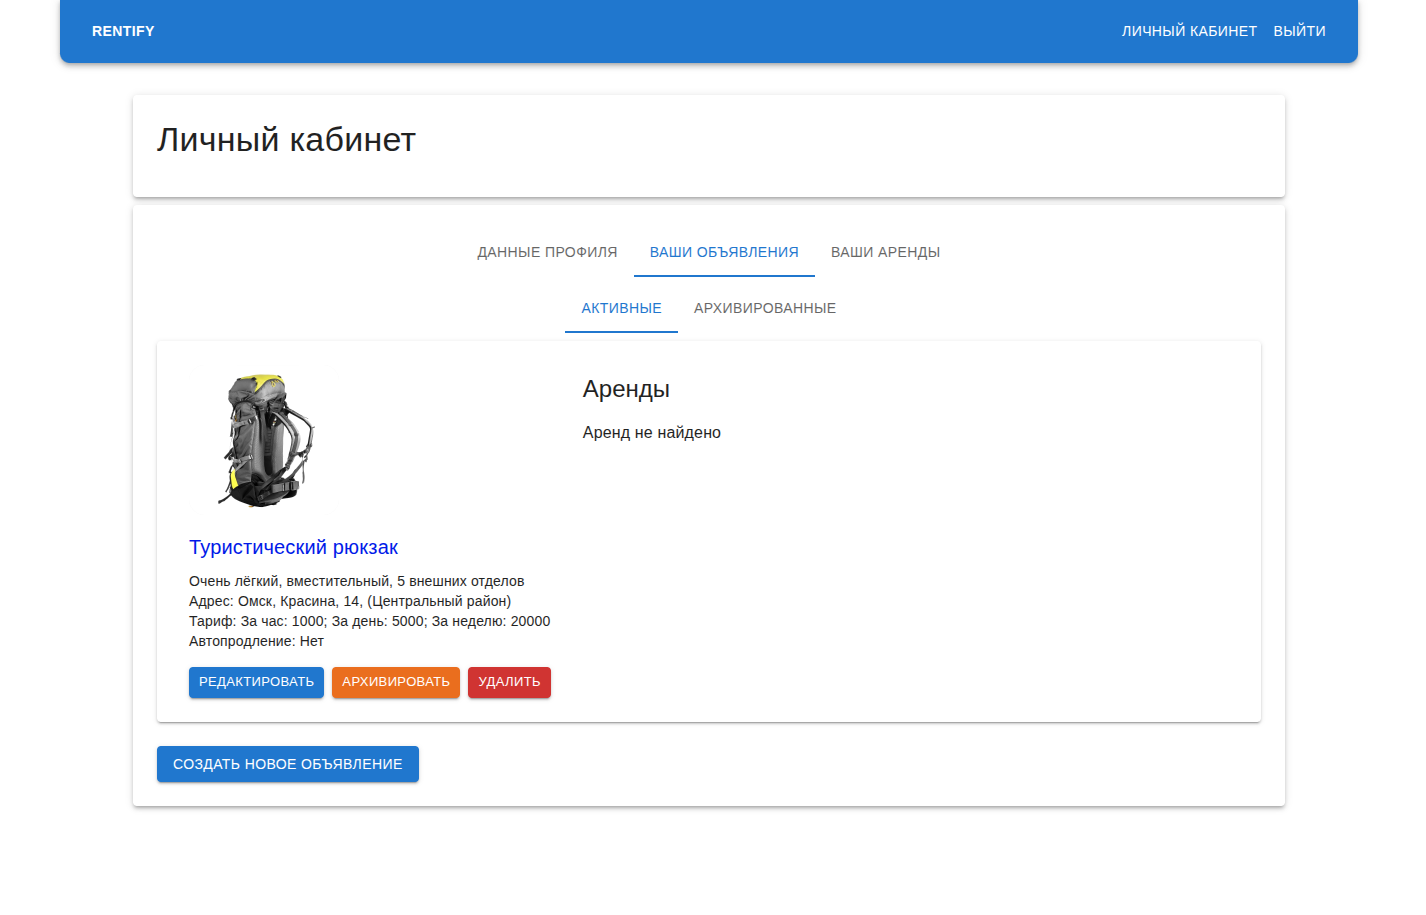 RENTIFY
ЛИЧНЫЙ КАБИНЕТ ВЫЙТИ
Личный кабинет
ДАННЫЕ ПРОФИЛЯ ВАШИ ОБЪЯВЛЕНИЯ ВАШИ АРЕНДЫ
АКТИВНЫЕ АРХИВИРОВАННЫЕ
Аренды
Аренд не найдено
Туристический рюкзак
Очень лёгкий, вместительный, 5 внешних отделов
Адрес: Омск, Красина, 14, (Центральный район)
Тариф: За час: 1000; За день: 5000; За неделю: 20000
Автопродление: Нет
РЕДАКТИРОВАТЬ АРХИВИРОВАТЬ УДАЛИТЬ
СОЗДАТЬ НОВОЕ ОБЪЯВЛЕНИЕ